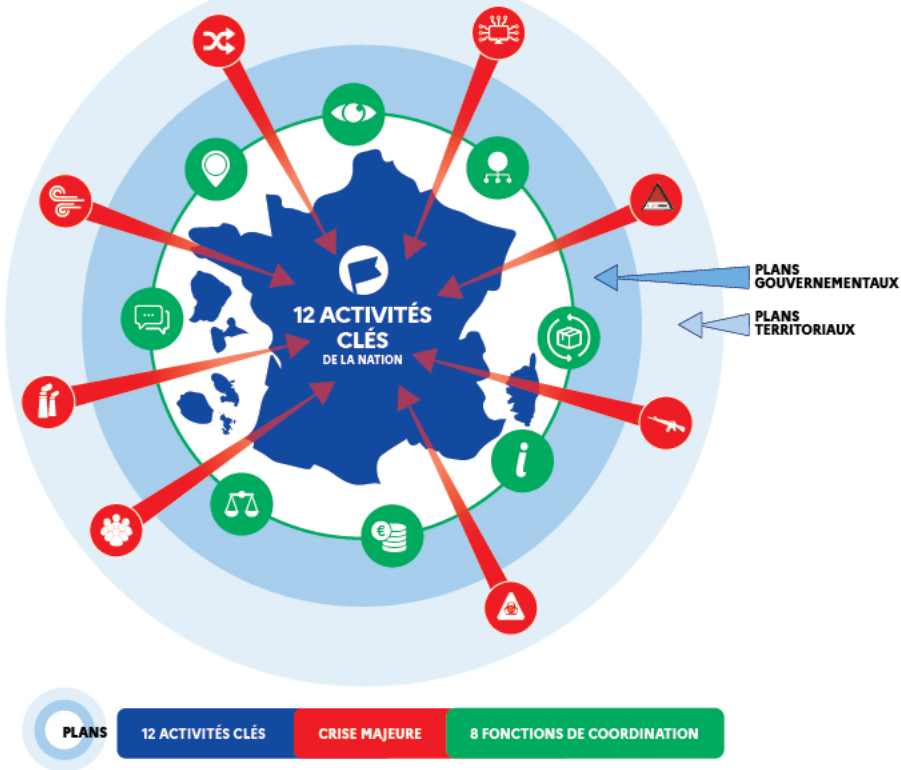 12 ACTIVITÉS
CLÉS
DE LA NATION
PLANS
GOUVERNEMENTAUX
PLANS
TERRITORIAUX
i
€
PLANS
12 ACTIVITÉS CLÉS
CRISE MAJEURE
8 FONCTIONS DE COORDINATION